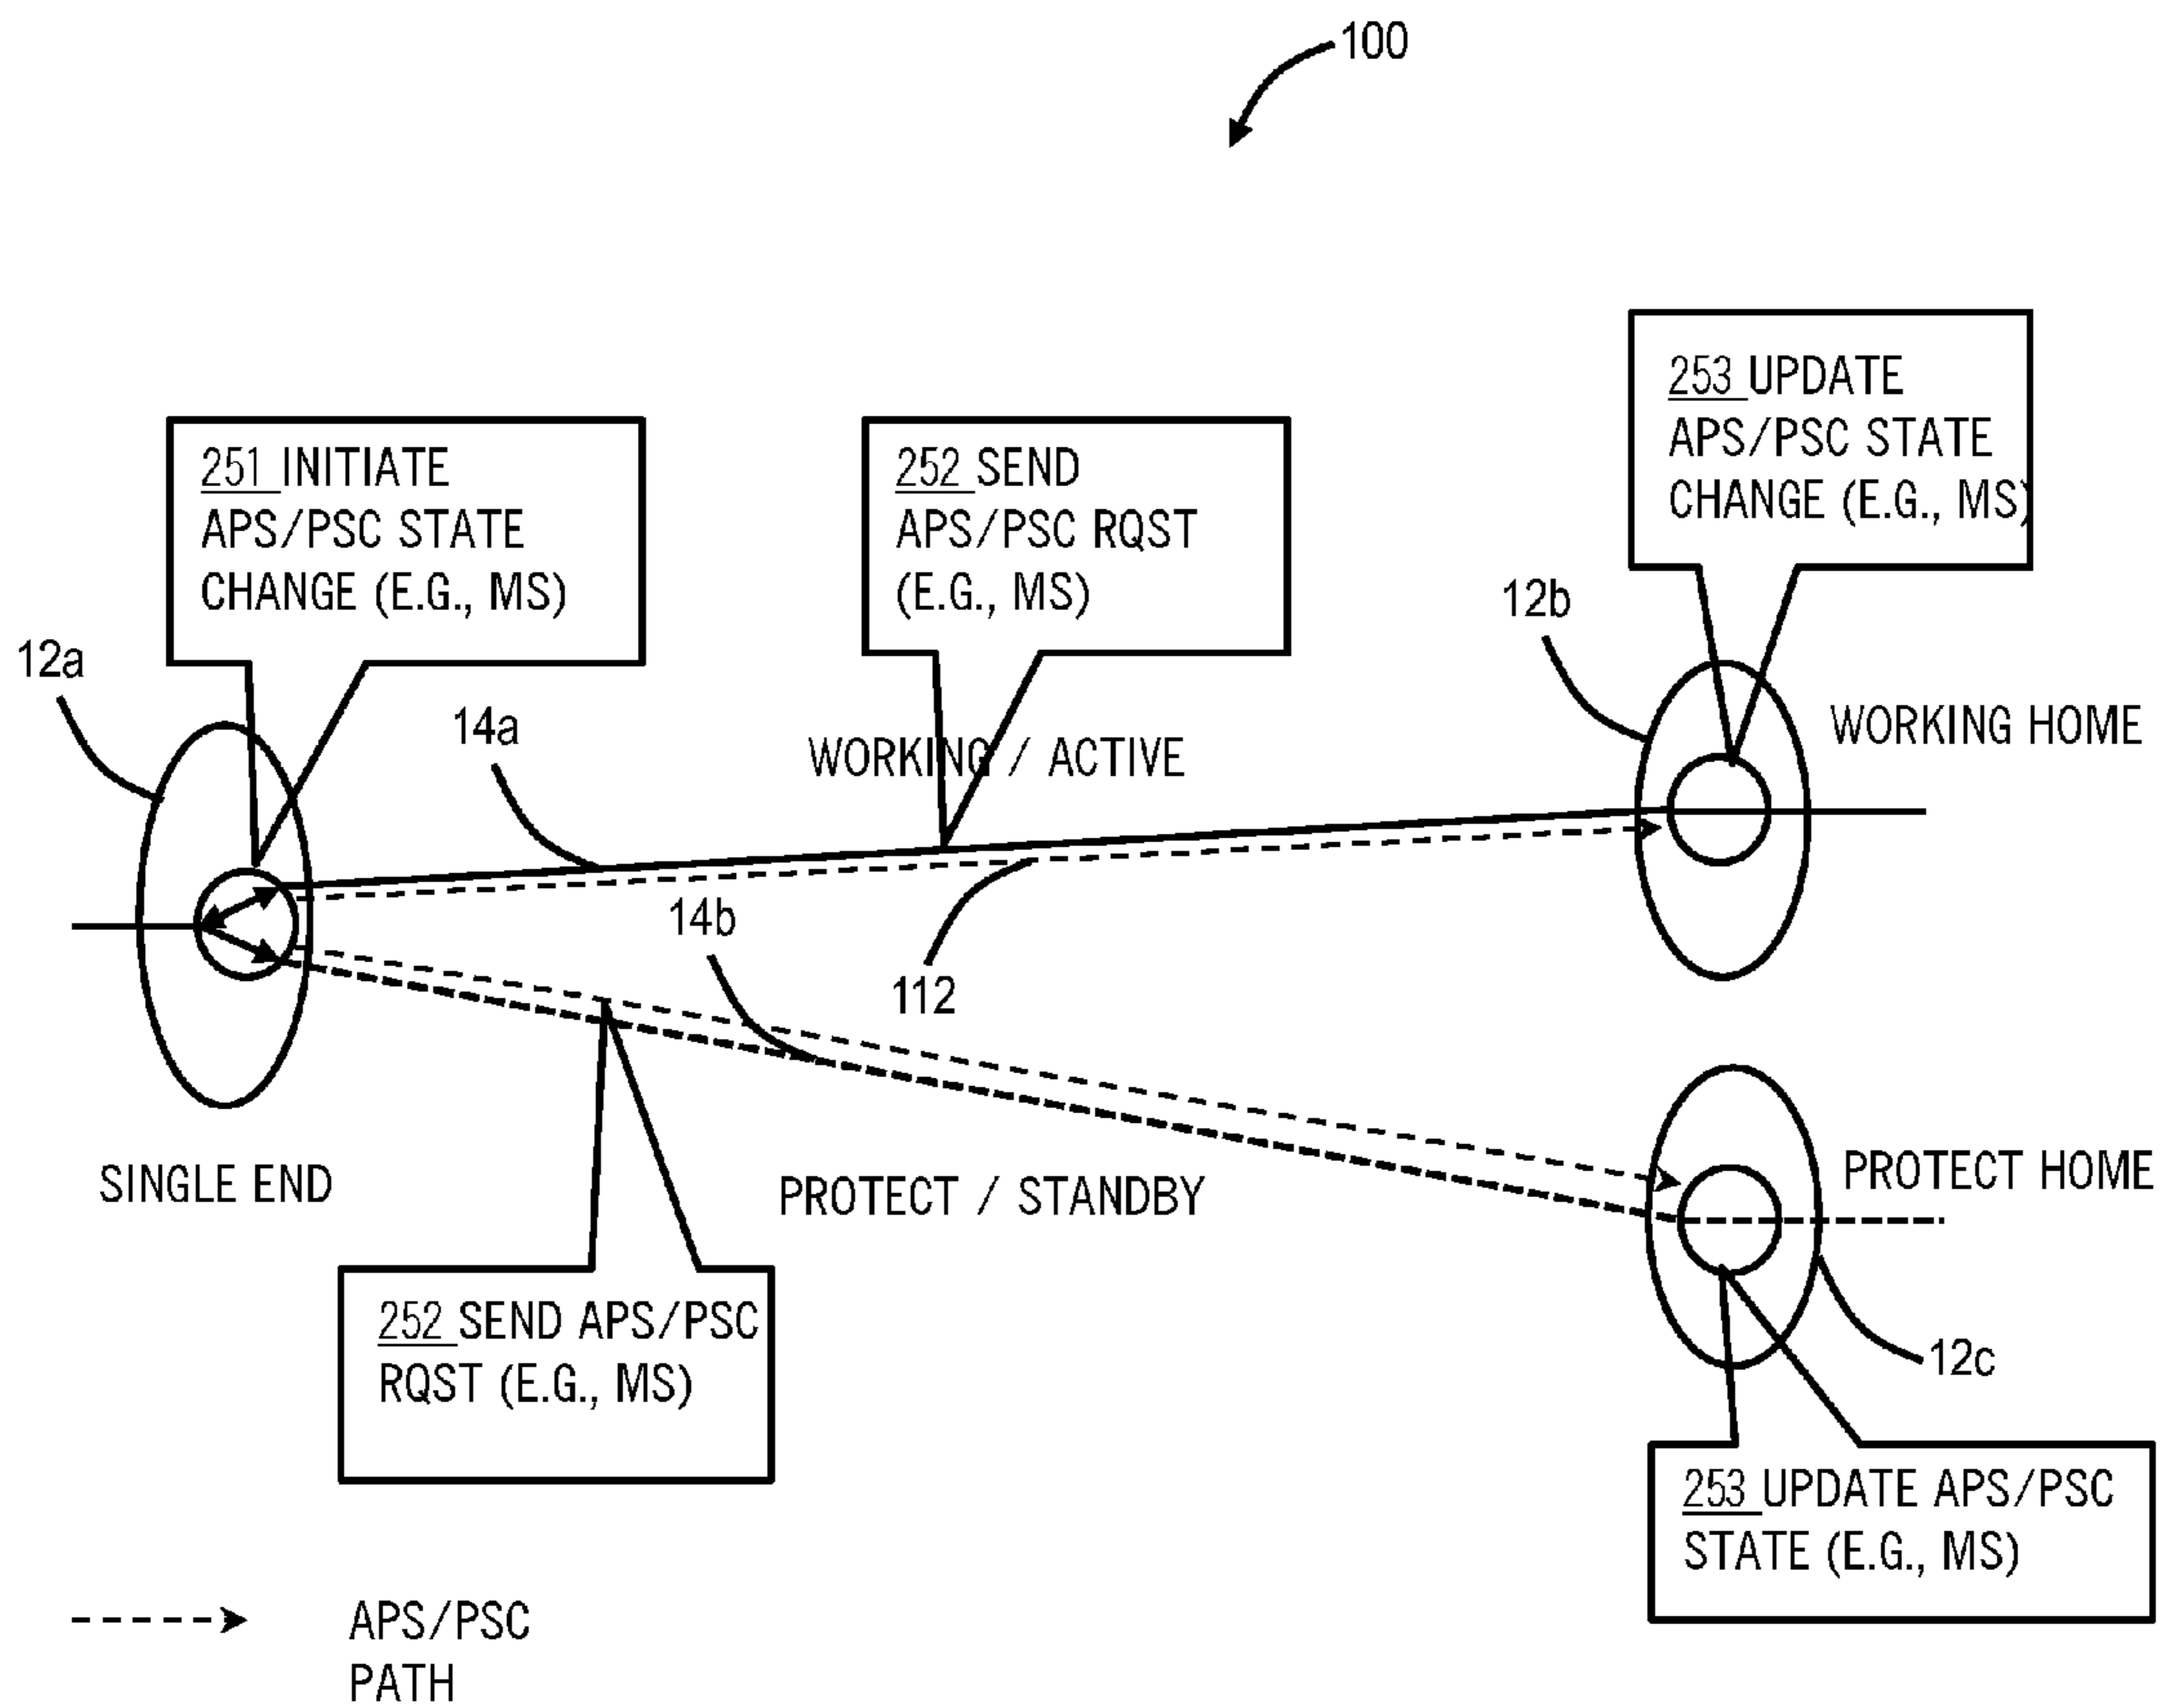 100
253 UPDATE
APS/PSC STATE
CHANGE (E.G., MS)
251 INITIATE
APS/PSC STATE
CHANGE (E.G., MS)
252 SEND
APS/PSC RQST
(E.G., MS)
12b
12a
14a
WORKING / ACTIVE
WORKING HOME
14b
112
SINGLE END
PROTECT / STANDBY
PROTECT HOME
252 SEND APS/PSC
RQST (E.G., MS)
12c
253 UPDATE APS/PSC
STATE (E.G., MS)
APS/PSC
PATH